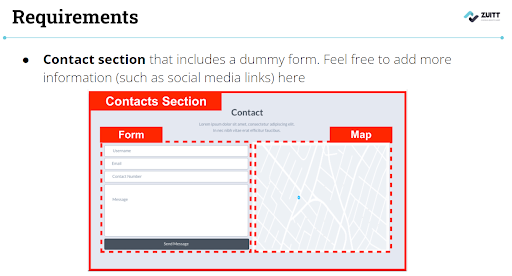 Requirements
ZUITT
● Contact section that includes a dummy form. Feel free to add more
information (such as social media links) here
Contacts Section
Contact
Lorem ipsum dolor sit amet, consectetur adipiscing elit.
Form
Map
Username
Email
Contact Number
Message
Send Message